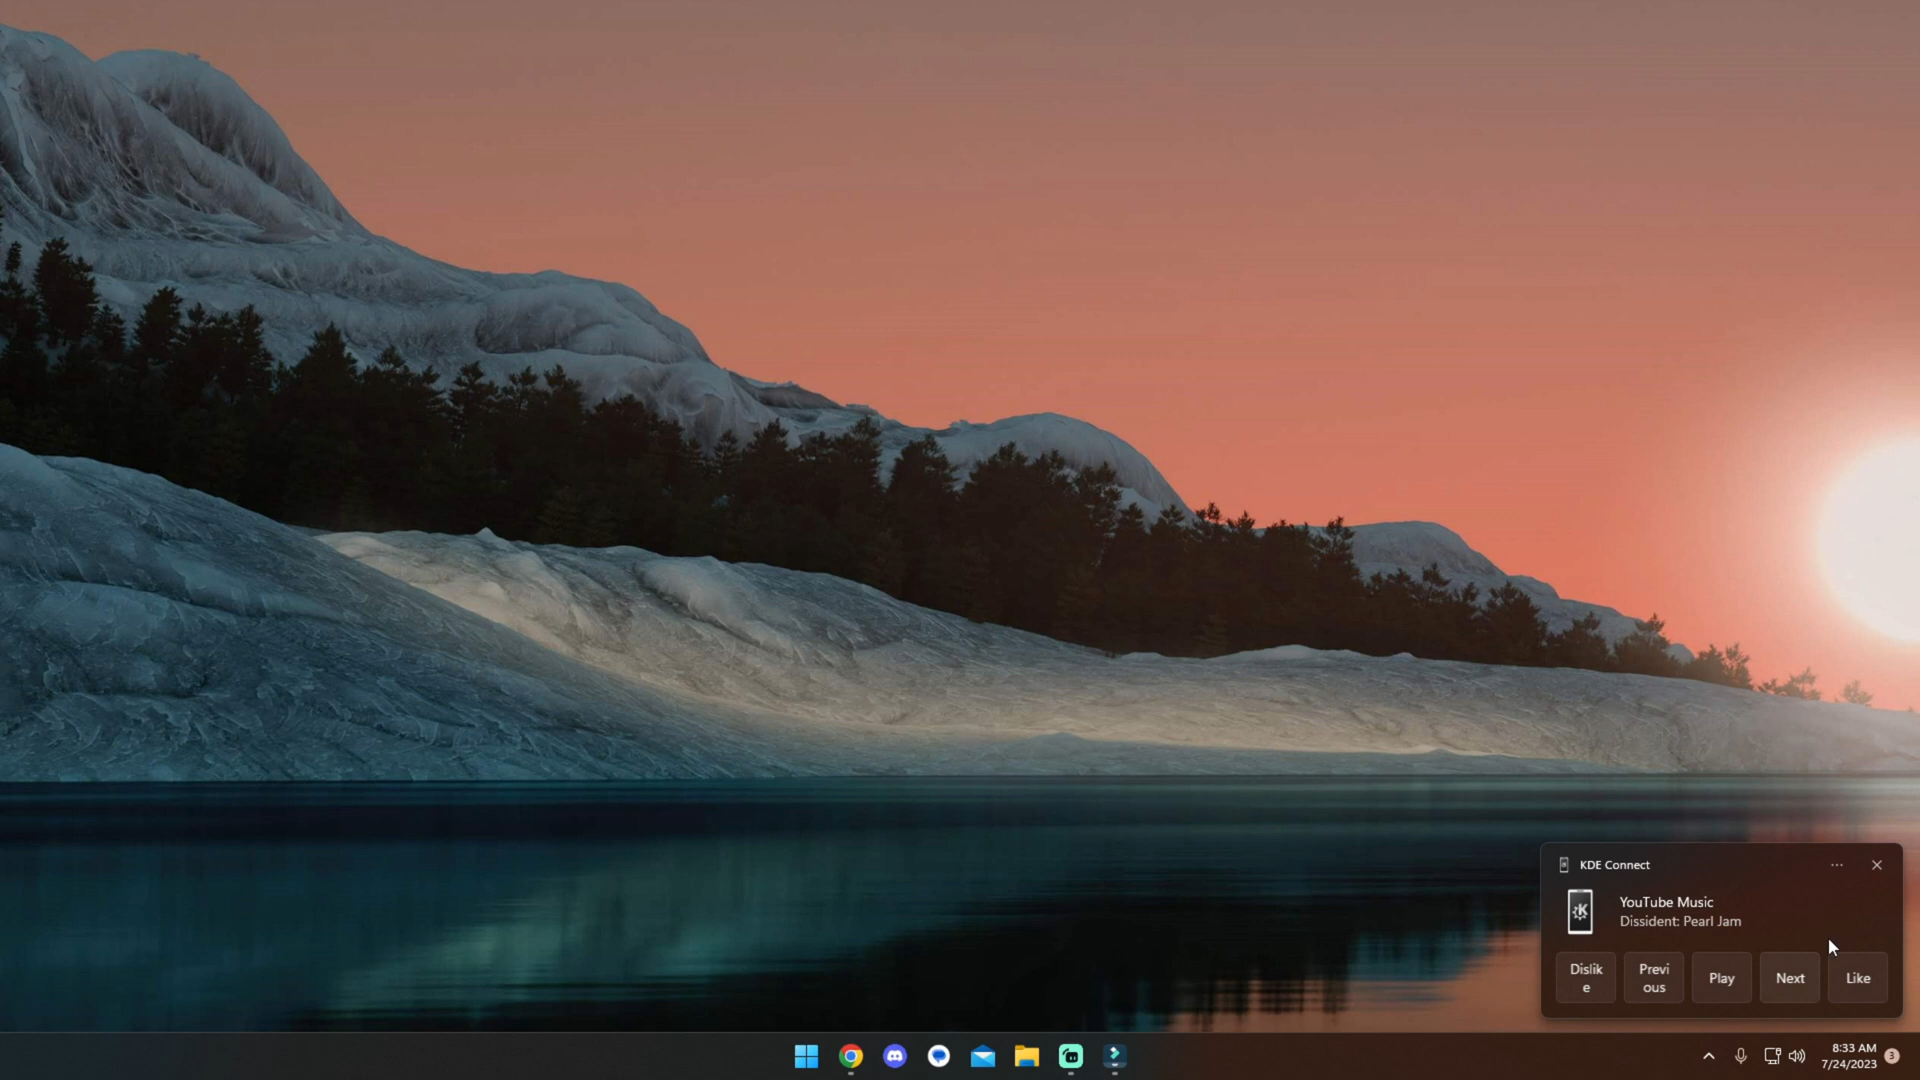 KDE Connect
YouTube Music
Dissident: Pearl Jam
Dislik
e
Previ
ous
Play
Next
Like
8:33 AM
7/24/2023
3